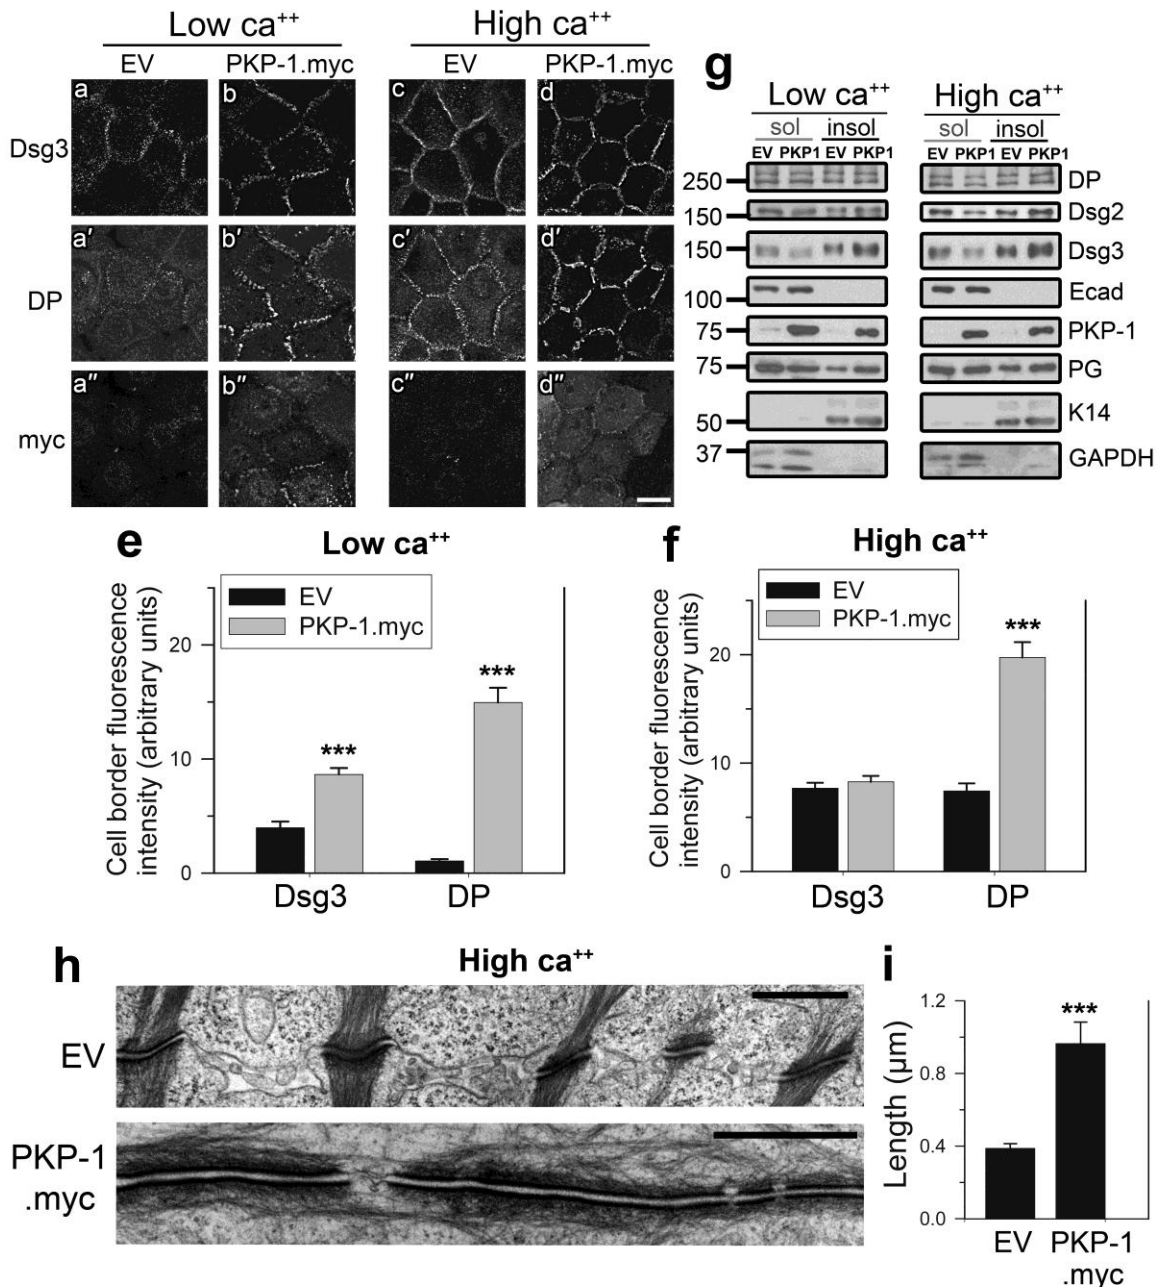 Low ca⁺⁺
High ca⁺⁺
EV
PKP-1.myc
EV
PKP-1.myc
a
b
c
d
Dsg3
a′
b′
c′
d′
DP
a″
b″
c″
d″
myc
g
Low ca⁺⁺
High ca⁺⁺
sol
insol
sol
insol
EV PKP1 EV PKP1
EV PKP1 EV PKP1
250
DP
150
Dsg2
150
Dsg3
100
Ecad
75
PKP-1
75
PG
50
K14
37
GAPDH
e
Low ca⁺⁺
EV
PKP-1.myc
Cell border fluorescence
intensity (arbitrary units)
20
10
0
***
***
Dsg3
DP
f
High ca⁺⁺
EV
PKP-1.myc
Cell border fluorescence
intensity (arbitrary units)
20
10
0
***
Dsg3
DP
h
High ca⁺⁺
EV
PKP-1
.myc
i
Length (µm)
1.2
0.8
0.4
0.0
***
EV
PKP-1
.myc